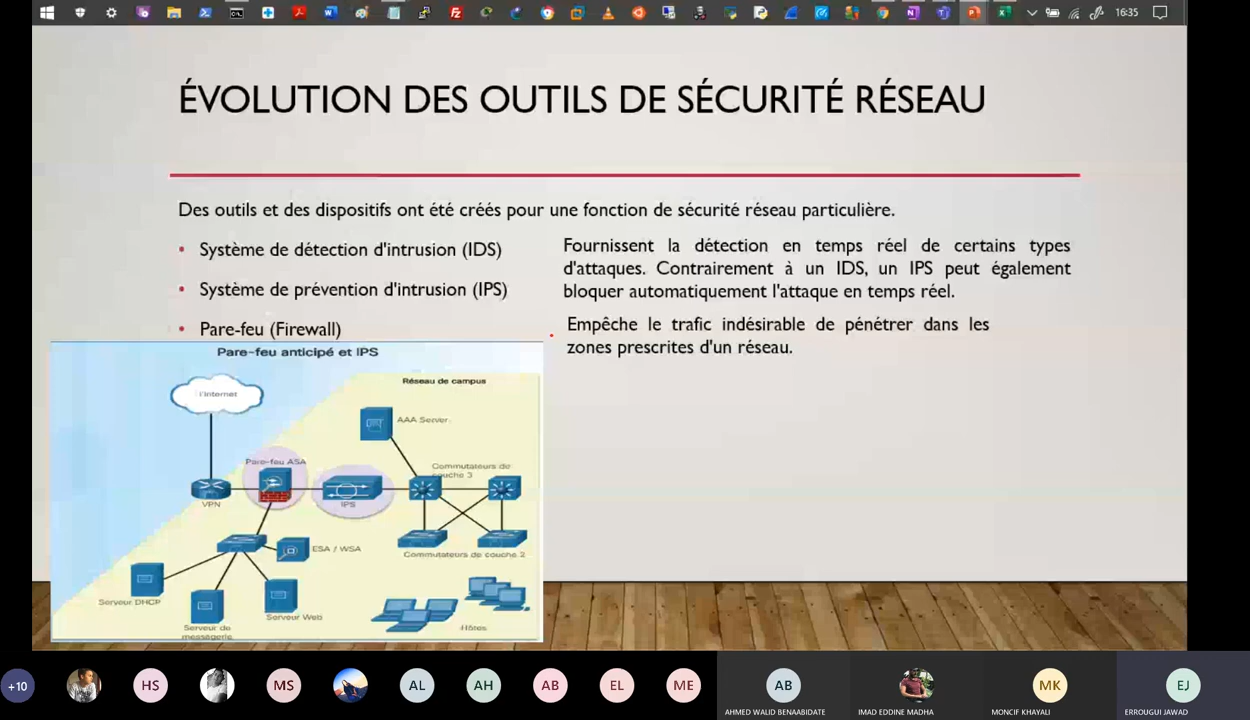 16:35
ÉVOLUTION DES OUTILS DE SÉCURITÉ RÉSEAU
Des outils et des dispositifs ont été créés pour une fonction de sécurité réseau particulière.
• Système de détection d'intrusion (IDS)
• Système de prévention d'intrusion (IPS)
• Pare-feu (Firewall)
Fournissent la détection en temps réel de certains types
d'attaques. Contrairement à un IDS, un IPS peut également
bloquer automatiquement l'attaque en temps réel.
Empêche le trafic indésirable de pénétrer dans les
zones prescrites d'un réseau.
Pare-feu anticipé et IPS
Réseau de campus
l'Internet
AAA Server
Pare-feu ASA
Commutateurs de
couche 3
VPN
IPS
ESA / WSA
Commutateurs de couche 2
Serveur DHCP
Serveur Web
Serveur de
messagerie
Hôtes
+10
HS
MS
AL
AH
AB
EL
ME
AB
MK
EJ
AHMED WALID BENAABIDATE
IMAD EDDINE MADHA
MONCIF KHAYALI
ERROUGUI JAWAD